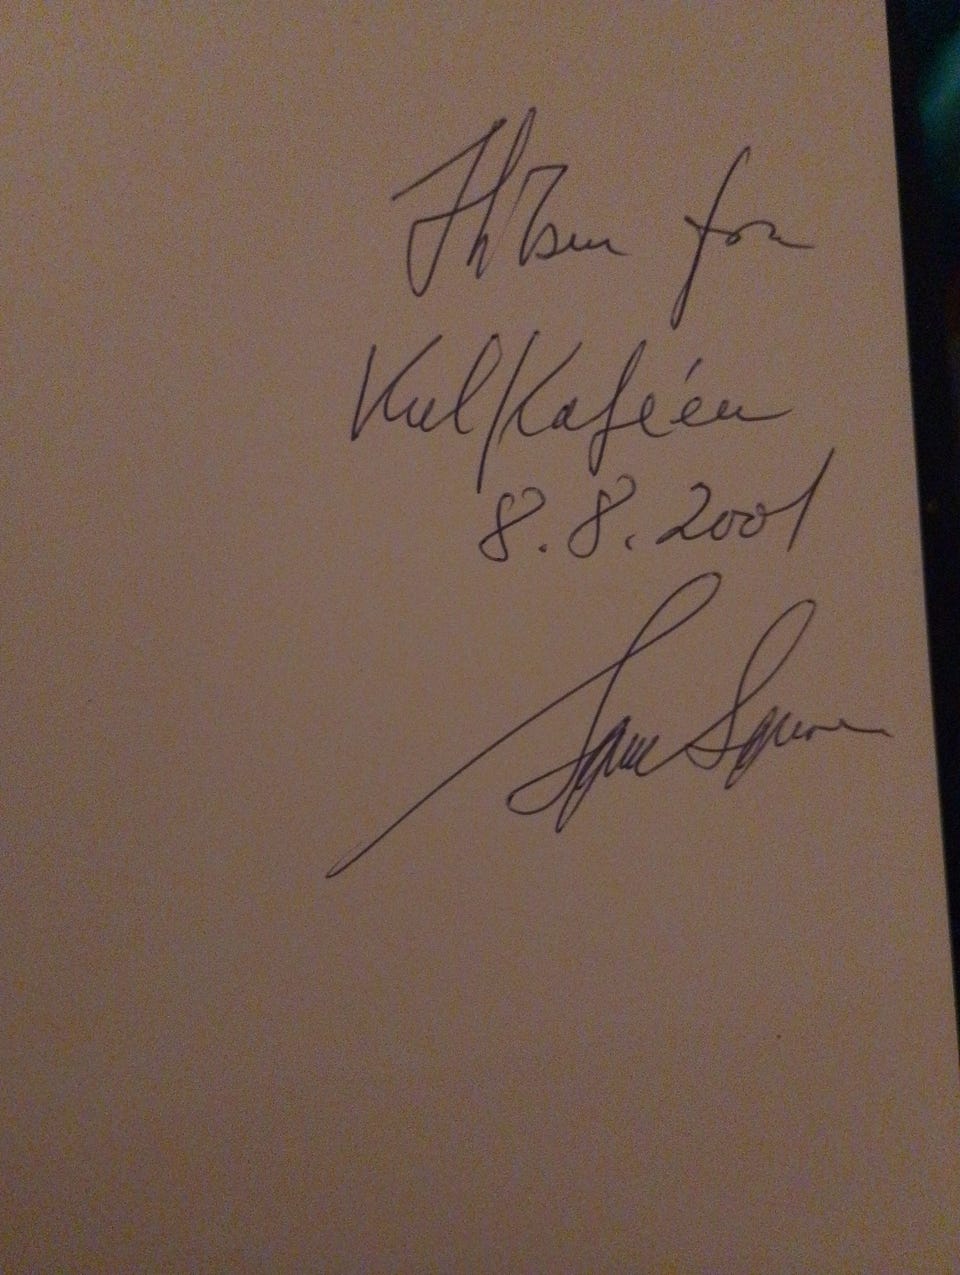 Hilsen fra
KulKaféen
8.8.2001